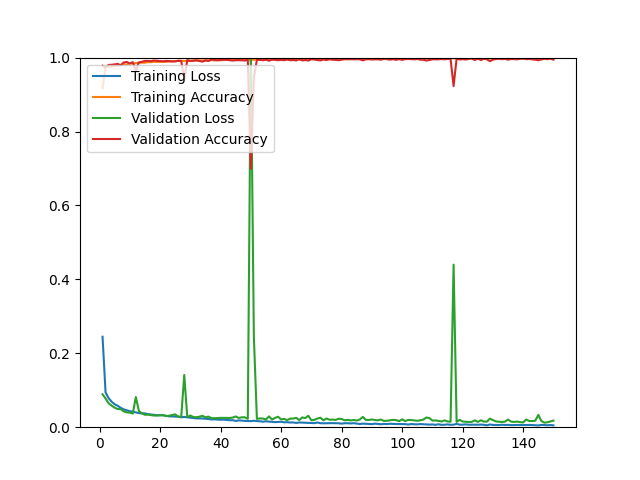 1.0
0.8
0.6
0.4
0.2
0.0
Training Loss
Training Accuracy
Validation Loss
Validation Accuracy
0 20 40 60 80 100 120 140